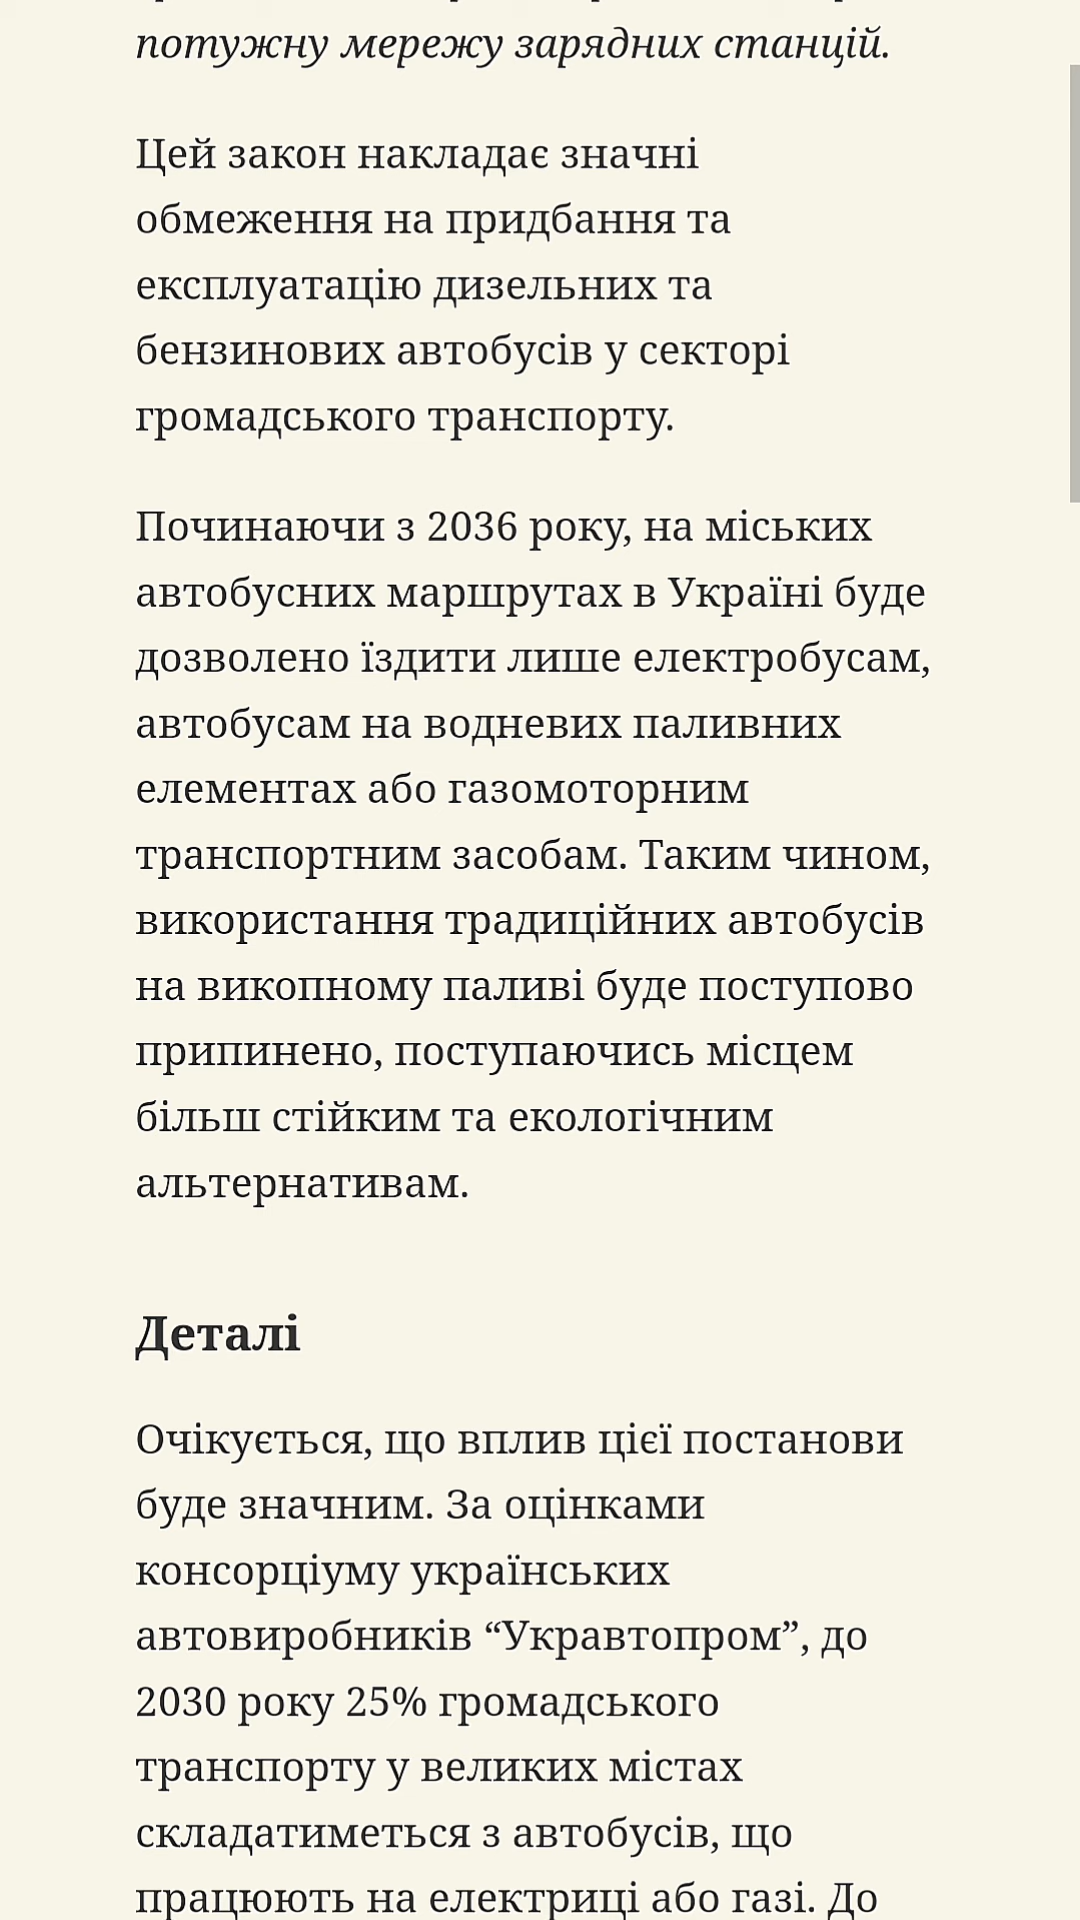 потужну мережу зарядних станцій.
Цей закон накладає значні
обмеження на придбання та
експлуатацію дизельних та
бензинових автобусів у секторі
громадського транспорту.
Починаючи з 2036 року, на міських
автобусних маршрутах в Україні буде
дозволено їздити лише електробусам,
автобусам на водневих паливних
елементах або газомоторним
транспортним засобам. Таким чином,
використання традиційних автобусів
на викопному паливі буде поступово
припинено, поступаючись місцем
більш стійким та екологічним
альтернативам.
Деталі
Очікується, що вплив цієї постанови
буде значним. За оцінками
консорціуму українських
автовиробників “Укравтопром”, до
2030 року 25% громадського
транспорту у великих містах
складатиметься з автобусів, що
працюють на електриці або газі. До